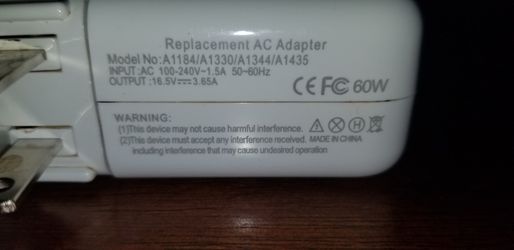 Replacement AC Adapter
Model No:A1184/A1330/A1344/A1435
INPUT:AC 100-240V~1.5A 50~60Hz
OUTPUT:16.5V⎓3.65A
CE FC 60W
WARNING:
(1)This device may not cause harmful interference.
(2)This device must accept any interference received. MADE IN CHINA
including interference that may cause undesired operation